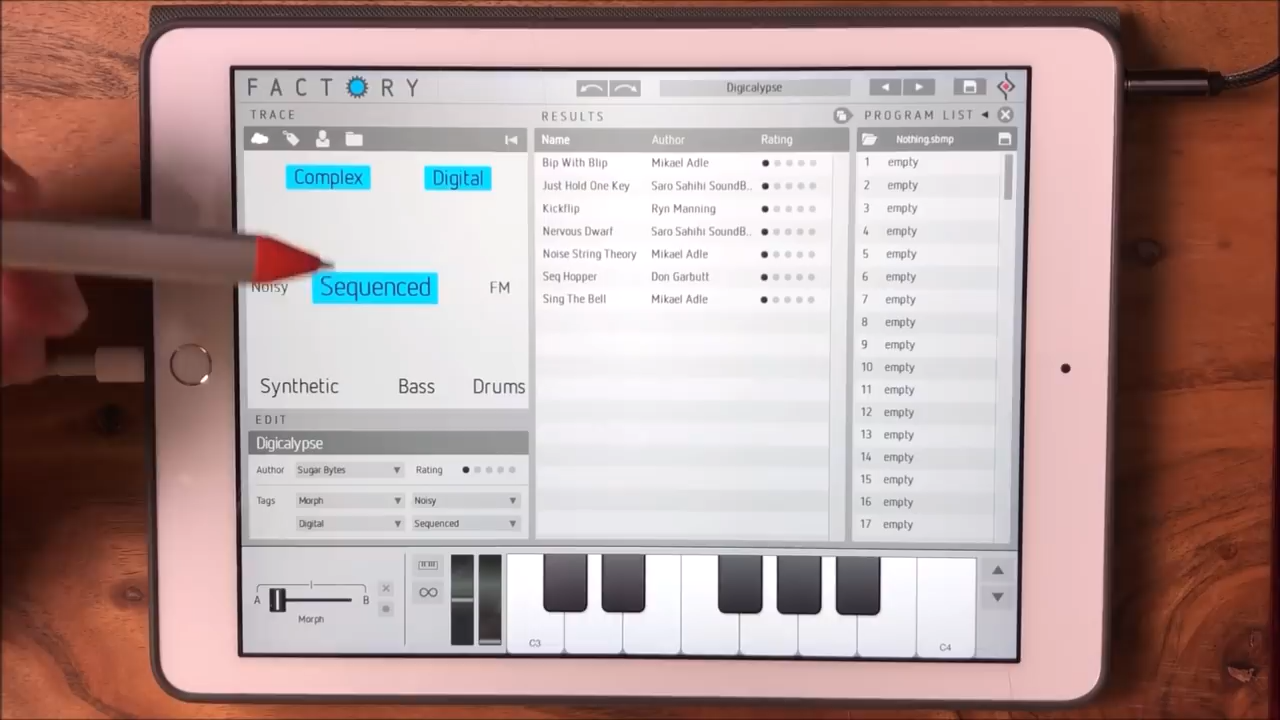 FACTORY
Digicalypse
TRACE
Complex
Digital
Noisy
Sequenced
FM
Synthetic
Bass
Drums
EDIT
Digicalypse
Author Sugar Bytes Rating
Tags Morph Noisy
Digital Sequenced
RESULTS
Name Author Rating
Bip With Blip Mikael Adle
Just Hold One Key Saro Sahihi SoundB..
Kickflip Ryn Manning
Nervous Dwarf Saro Sahihi SoundB..
Noise String Theory Mikael Adle
Seq Hopper Don Garbutt
Sing The Bell Mikael Adle
PROGRAM LIST
Nothing.sbmp
1 empty
2 empty
3 empty
4 empty
5 empty
6 empty
7 empty
8 empty
9 empty
10 empty
11 empty
12 empty
13 empty
14 empty
15 empty
16 empty
17 empty
A B
Morph
C3
C4